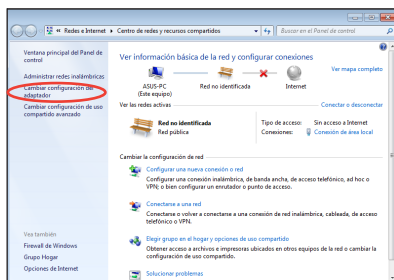 « Redes e Internet ▸ Centro de redes y recursos compartidos
Buscar en el Panel de control
Ventana principal del Panel de
control
Administrar redes inalámbricas
Cambiar configuración del
adaptador
Cambiar configuración de uso
compartido avanzado
Vea también
Firewall de Windows
Grupo Hogar
Opciones de Internet
Ver información básica de la red y configurar conexiones
Ver mapa completo
ASUS-PC
(Este equipo)
Red no identificada
Internet
Ver las redes activas
Conectar o desconectar
Red no identificada
Red pública
Tipo de acceso: Sin acceso a Internet
Conexiones: Conexión de área local
Cambiar la configuración de red
Configurar una nueva conexión o red
Configurar una conexión inalámbrica, de banda ancha, de acceso telefónico, ad hoc o
VPN; o bien configurar un enrutador o punto de acceso.
Conectarse a una red
Conectarse o volver a conectarse a una conexión de red inalámbrica, cableada, de acceso
telefónico o VPN.
Elegir grupo en el hogar y opciones de uso compartido
Obtener acceso a archivos e impresoras ubicados en otros equipos de la red o cambiar la
configuración de uso compartido.
Solucionar problemas